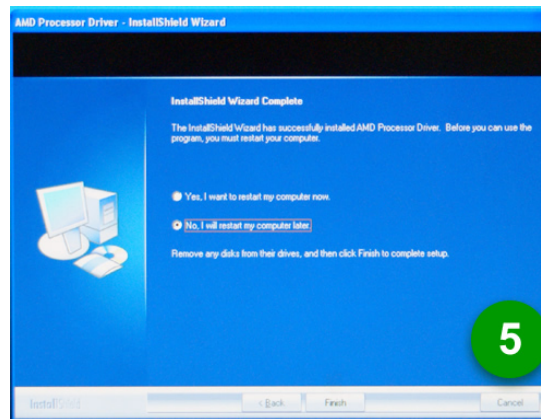 AMD Processor Driver - InstallShield Wizard
InstallShield Wizard Complete
The InstallShield Wizard has successfully installed AMD Processor Driver.  Before you can use the
program, you must restart your computer.
Yes, I want to restart my computer now.
No, I will restart my computer later.
Remove any disks from their drives, and then click Finish to complete setup.
5
InstallShield
< Back
Finish
Cancel